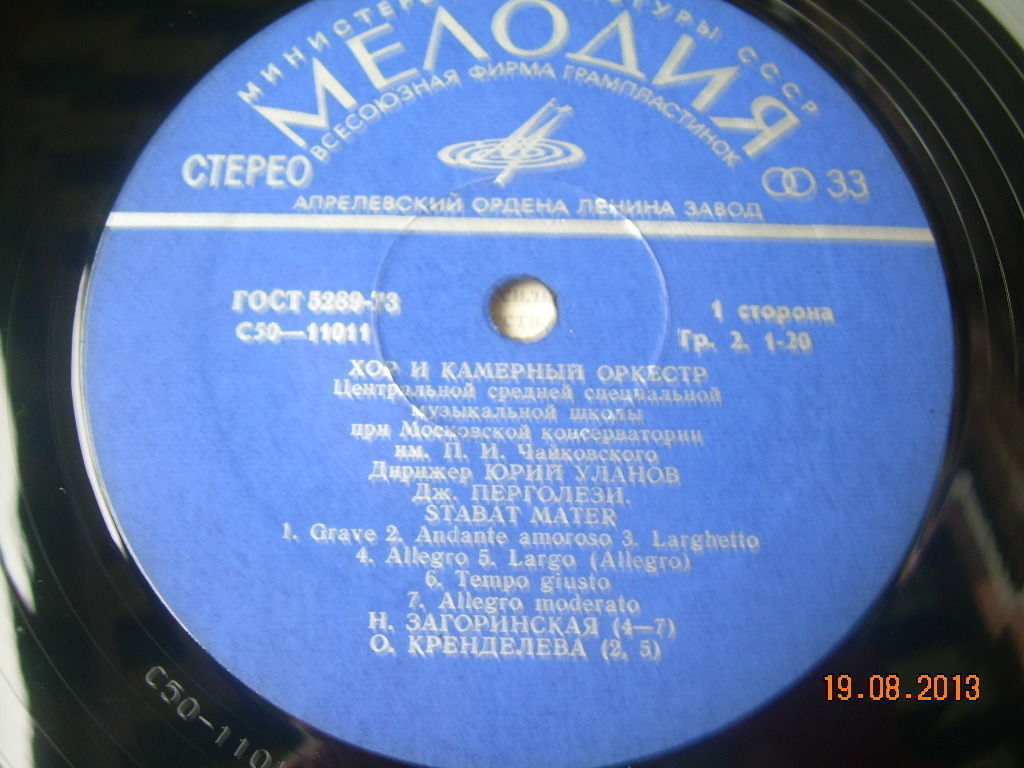 МИНИСТЕРСТВО КУЛЬТУРЫ СССР
МЕЛОДИЯ
ВСЕСОЮЗНАЯ ФИРМА ГРАМПЛАСТИНОК
СТЕРЕО
33
АПРЕЛЕВСКИЙ ОРДЕНА ЛЕНИНА ЗАВОД
ГОСТ 5289-73
1 сторона
С50—11011
Гр. 2. 1-20
ХОР И КАМЕРНЫЙ ОРКЕСТР
Центральной средней специальной
музыкальной школы
при Московской консерватории
им. П. И. Чайковского
Дирижер ЮРИЙ УЛАНОВ
Дж. ПЕРГОЛЕЗИ.
STABAT MATER
1. Grave 2. Andante amoroso 3. Larghetto
4. Allegro 5. Largo (Allegro)
6. Tempo giusto
7. Allegro moderato
Н. ЗАГОРИНСКАЯ (4—7)
О. КРЕНДЕЛЕВА (2, 5)
19.08.2013